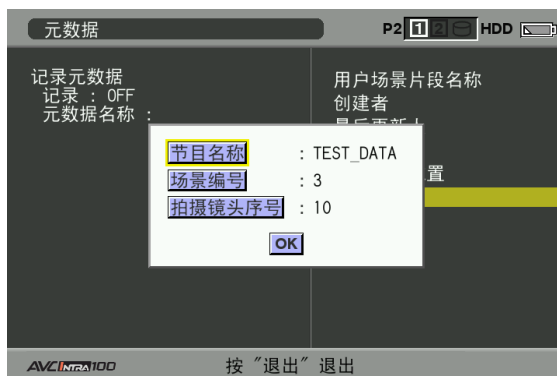 元数据
P2 1 2 HDD
记录元数据
记录 : OFF
元数据名称 :
用户场景片段名称
创建者
置
节目名称 : TEST_DATA
场景编号 : 3
拍摄镜头序号 : 10
OK
AVC INTRA 100
按 "退出" 退出